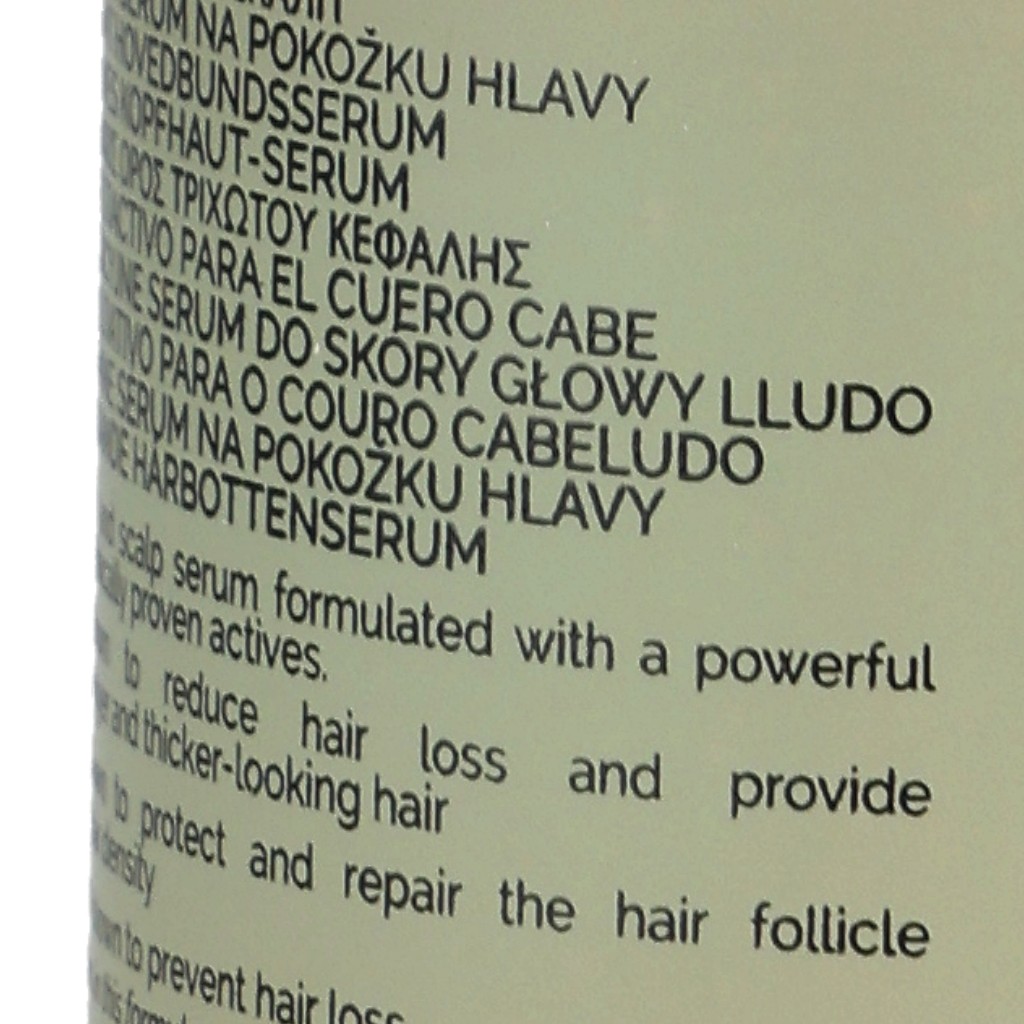 SERUM NA POKOŽKU HLAVY
HOVEDBUNDSSERUM
KOPFHAUT-SERUM
ΟΡΟΣ ΤΡΙΧΩΤΟΥ ΚΕΦΑΛΗΣ
ACTIVO PARA EL CUERO CABE
SERUM DO SKÓRY GŁOWY LLUDO
PARA O COURO CABELUDO
SERUM NA POKOŽKU HLAVY
HÅRBOTTENSERUM
scalp serum formulated with a powerful
proven actives.
to reduce hair loss and provide
and thicker-looking hair
to protect and repair the hair follicle
density
to prevent hair loss
this